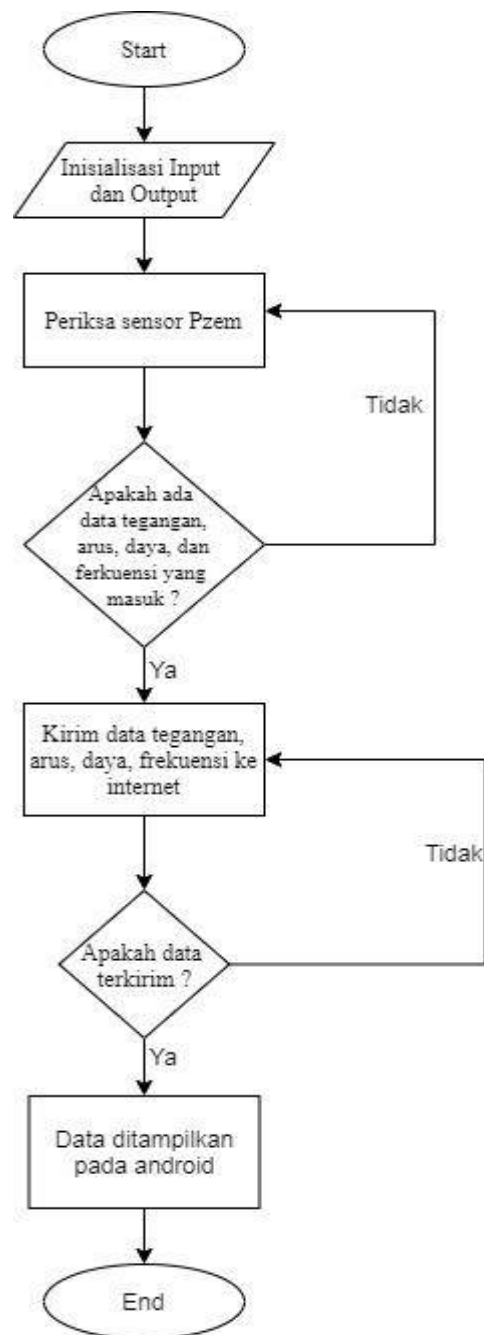 Start
Inisialisasi Input
dan Output
Periksa sensor Pzem
Tidak
Apakah ada
data tegangan,
arus, daya, dan
ferkuensi yang
masuk ?
Ya
Kirim data tegangan,
arus, daya, frekuensi ke
internet
Tidak
Apakah data
terkirim ?
Ya
Data ditampilkan
pada android
End